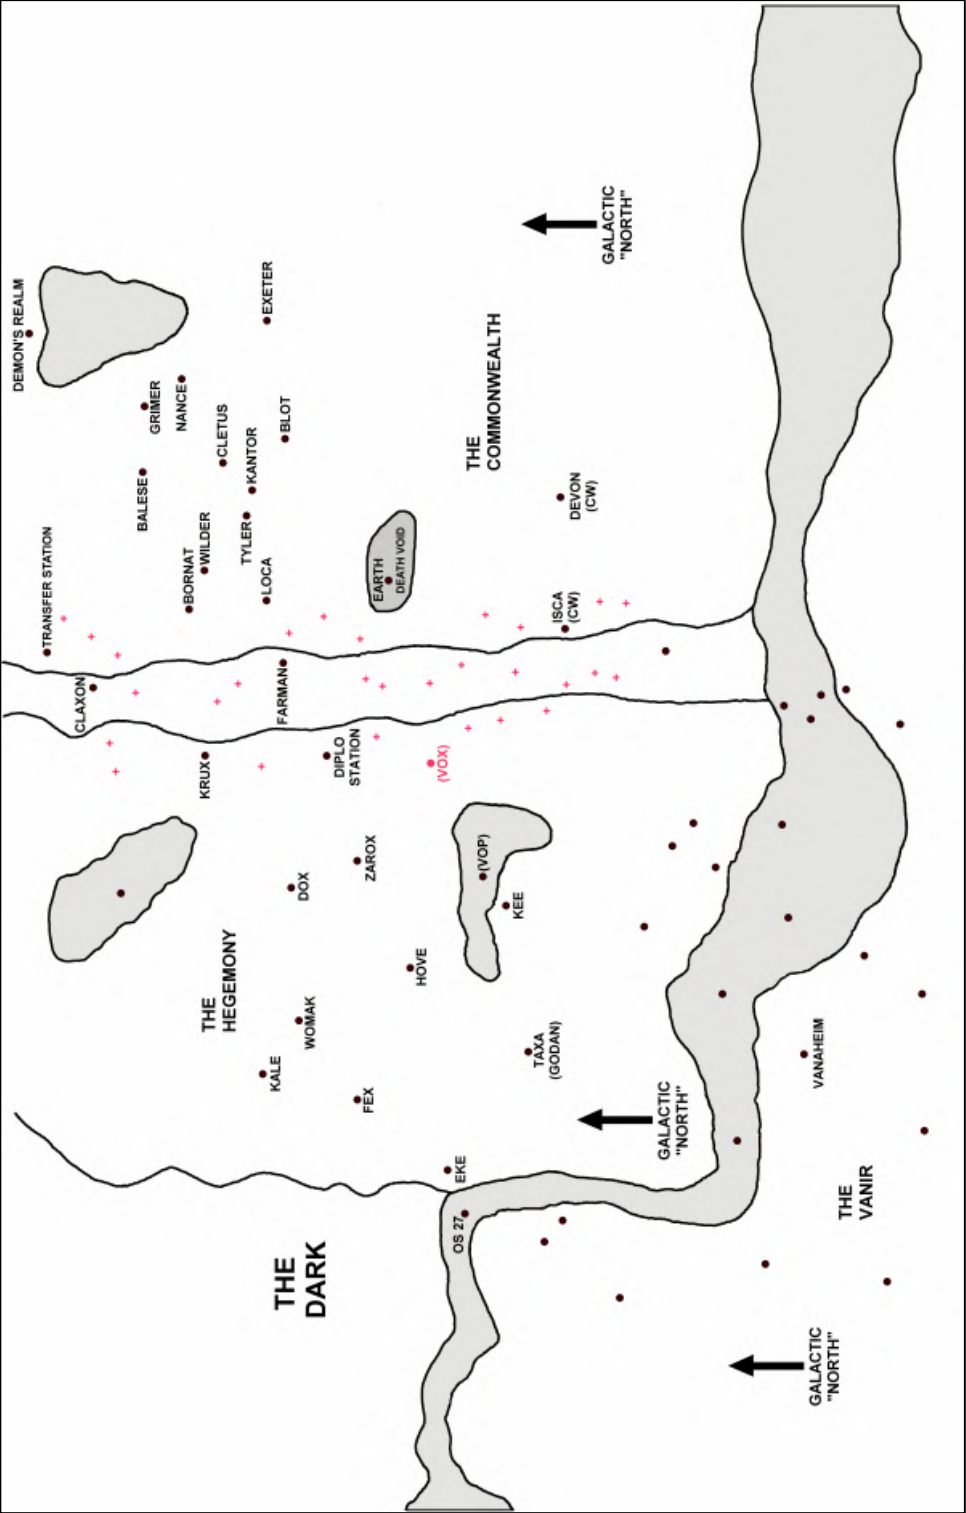 DEMON'S REALM
EXETER
GRIMER
NANCE
CLETUS
BLOT
KANTOR
BALESE
TYLER
WILDER
BORNAT
LOCA
TRANSFER STATION
EARTH
DEATH VOID
GALACTIC
"NORTH"
THE
COMMONWEALTH
DEVON
(CW)
ISCA
(CW)
CLAXON
FARMAN
KRUX
DIPLO
STATION
(VOX)
ZAROX
DOX
(VOP)
KEE
HOVE
THE
HEGEMONY
WOMAK
KALE
FEX
TAXA
(GODAN)
VANAHEIM
GALACTIC
"NORTH"
EKE
OS 27
THE
VANIR
THE
DARK
GALACTIC
"NORTH"